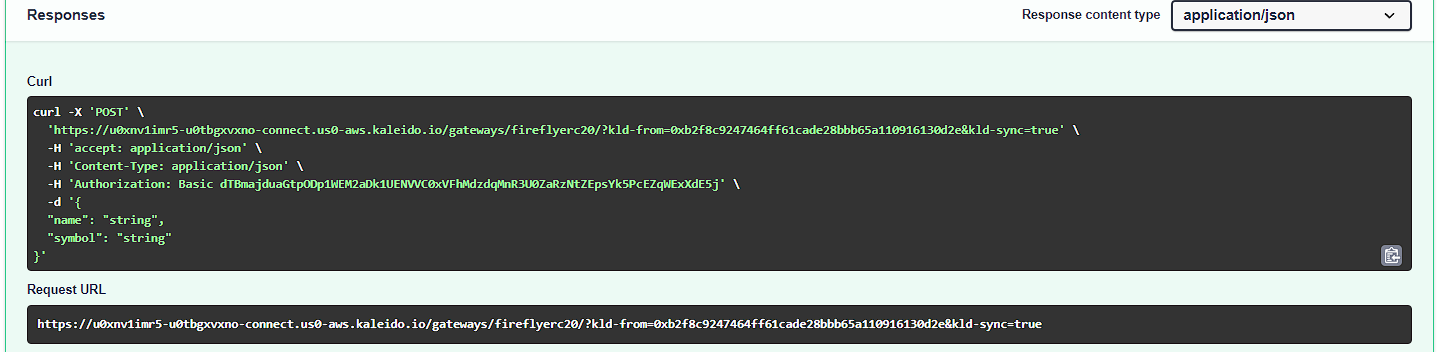 Responses
Response content type
application/json
Curl
curl -X 'POST' \
'https://u0xnv1imr5-u0tbgxvxno-connect.us0-aws.kaleido.io/gateways/fireflyerc20/?kld-from=0xb2f8c9247464ff61cade28bbb65a110916130d2e&kld-sync=true' \
-H 'accept: application/json' \
-H 'Content-Type: application/json' \
-H 'Authorization: Basic dTBmajduaGtpODp1WEM2aDk1UENVVC0xVFhMdzdqMnR3U0ZaRzNtZEpsYk5PcEZqWExXdE5j' \
-d '{
"name": "string",
"symbol": "string"
}'
Request URL
https://u0xnv1imr5-u0tbgxvxno-connect.us0-aws.kaleido.io/gateways/fireflyerc20/?kld-from=0xb2f8c9247464ff61cade28bbb65a110916130d2e&kld-sync=true